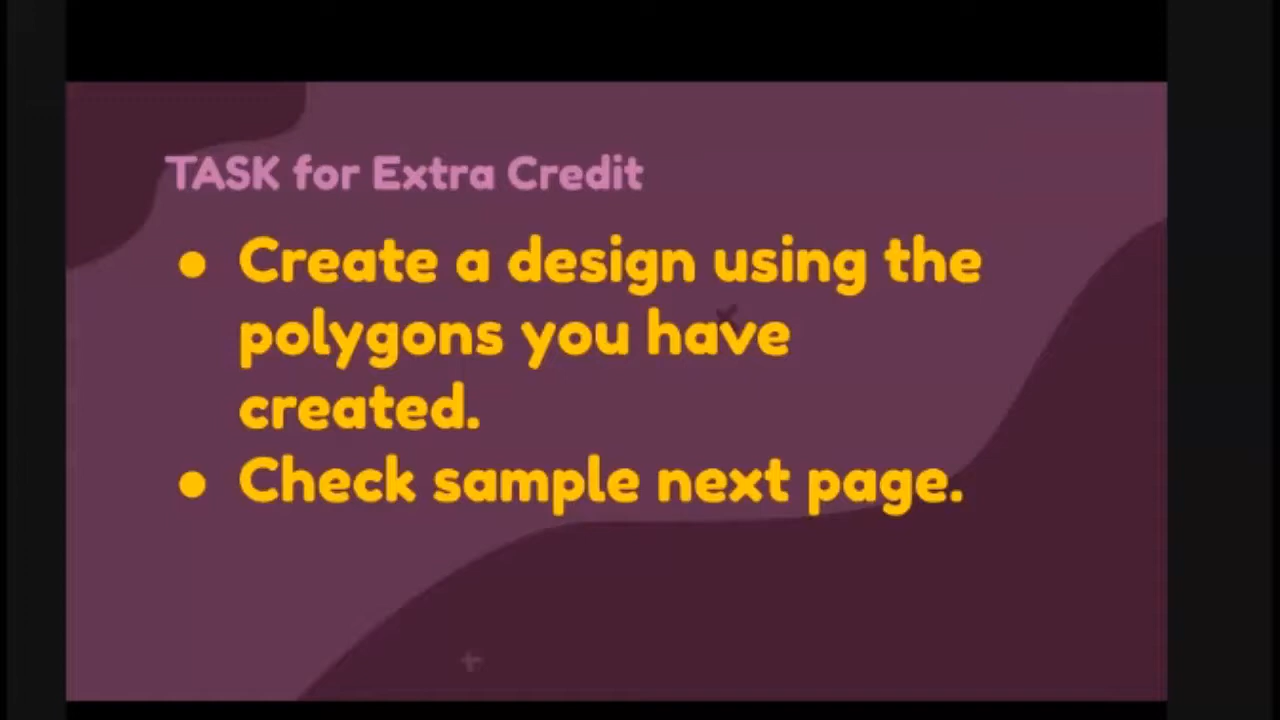 TASK for Extra Credit
● Create a design using the
polygons you have
created.
● Check sample next page.